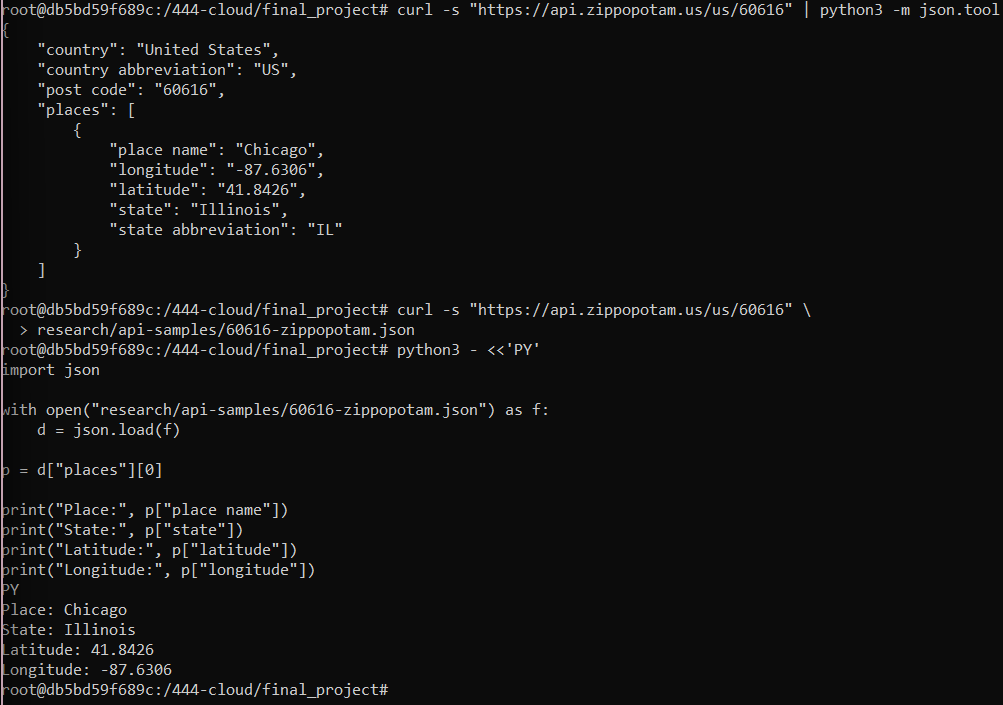 root@db5bd59f689c:/444-cloud/final_project# curl -s "https://api.zippopotam.us/us/60616" | python3 -m json.tool
{
    "country": "United States",
    "country abbreviation": "US",
    "post code": "60616",
    "places": [
        {
            "place name": "Chicago",
            "longitude": "-87.6306",
            "latitude": "41.8426",
            "state": "Illinois",
            "state abbreviation": "IL"
        }
    ]
}
root@db5bd59f689c:/444-cloud/final_project# curl -s "https://api.zippopotam.us/us/60616" \
  > research/api-samples/60616-zippopotam.json
root@db5bd59f689c:/444-cloud/final_project# python3 - <<'PY'
import json

with open("research/api-samples/60616-zippopotam.json") as f:
    d = json.load(f)

p = d["places"][0]

print("Place:", p["place name"])
print("State:", p["state"])
print("Latitude:", p["latitude"])
print("Longitude:", p["longitude"])
PY
Place: Chicago
State: Illinois
Latitude: 41.8426
Longitude: -87.6306
root@db5bd59f689c:/444-cloud/final_project#